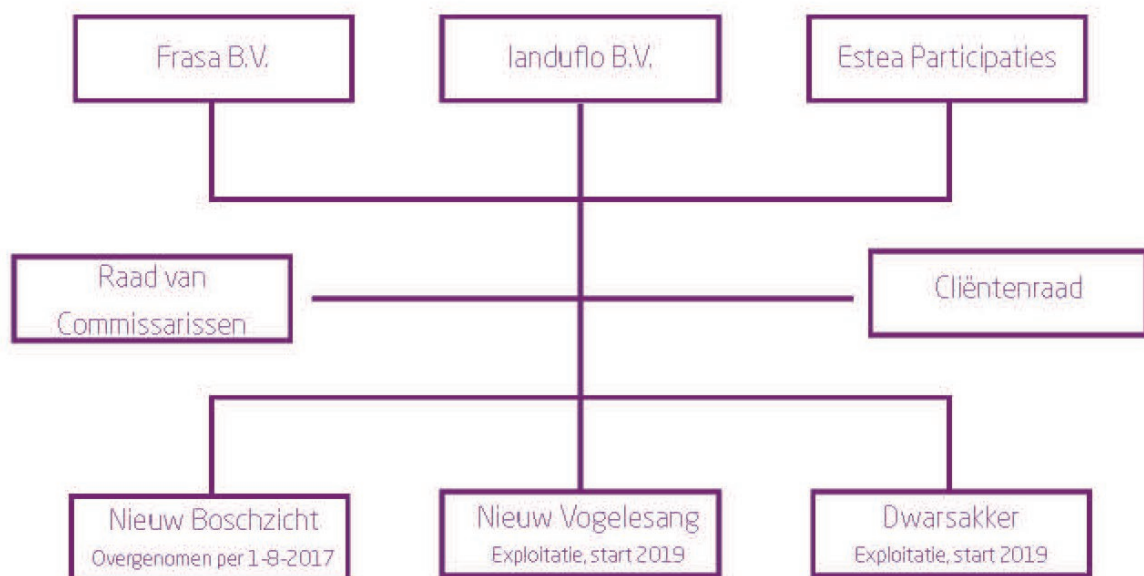 Frasa B.V.
Ianduflo B.V.
Estea Participaties
Raad van
Commissarissen
Cliëntenraad
Nieuw Boschzicht
Overgenomen per 1-8-2017
Nieuw Vogelesang
Exploitatie, start 2019
Dwarsakker
Exploitatie, start 2019